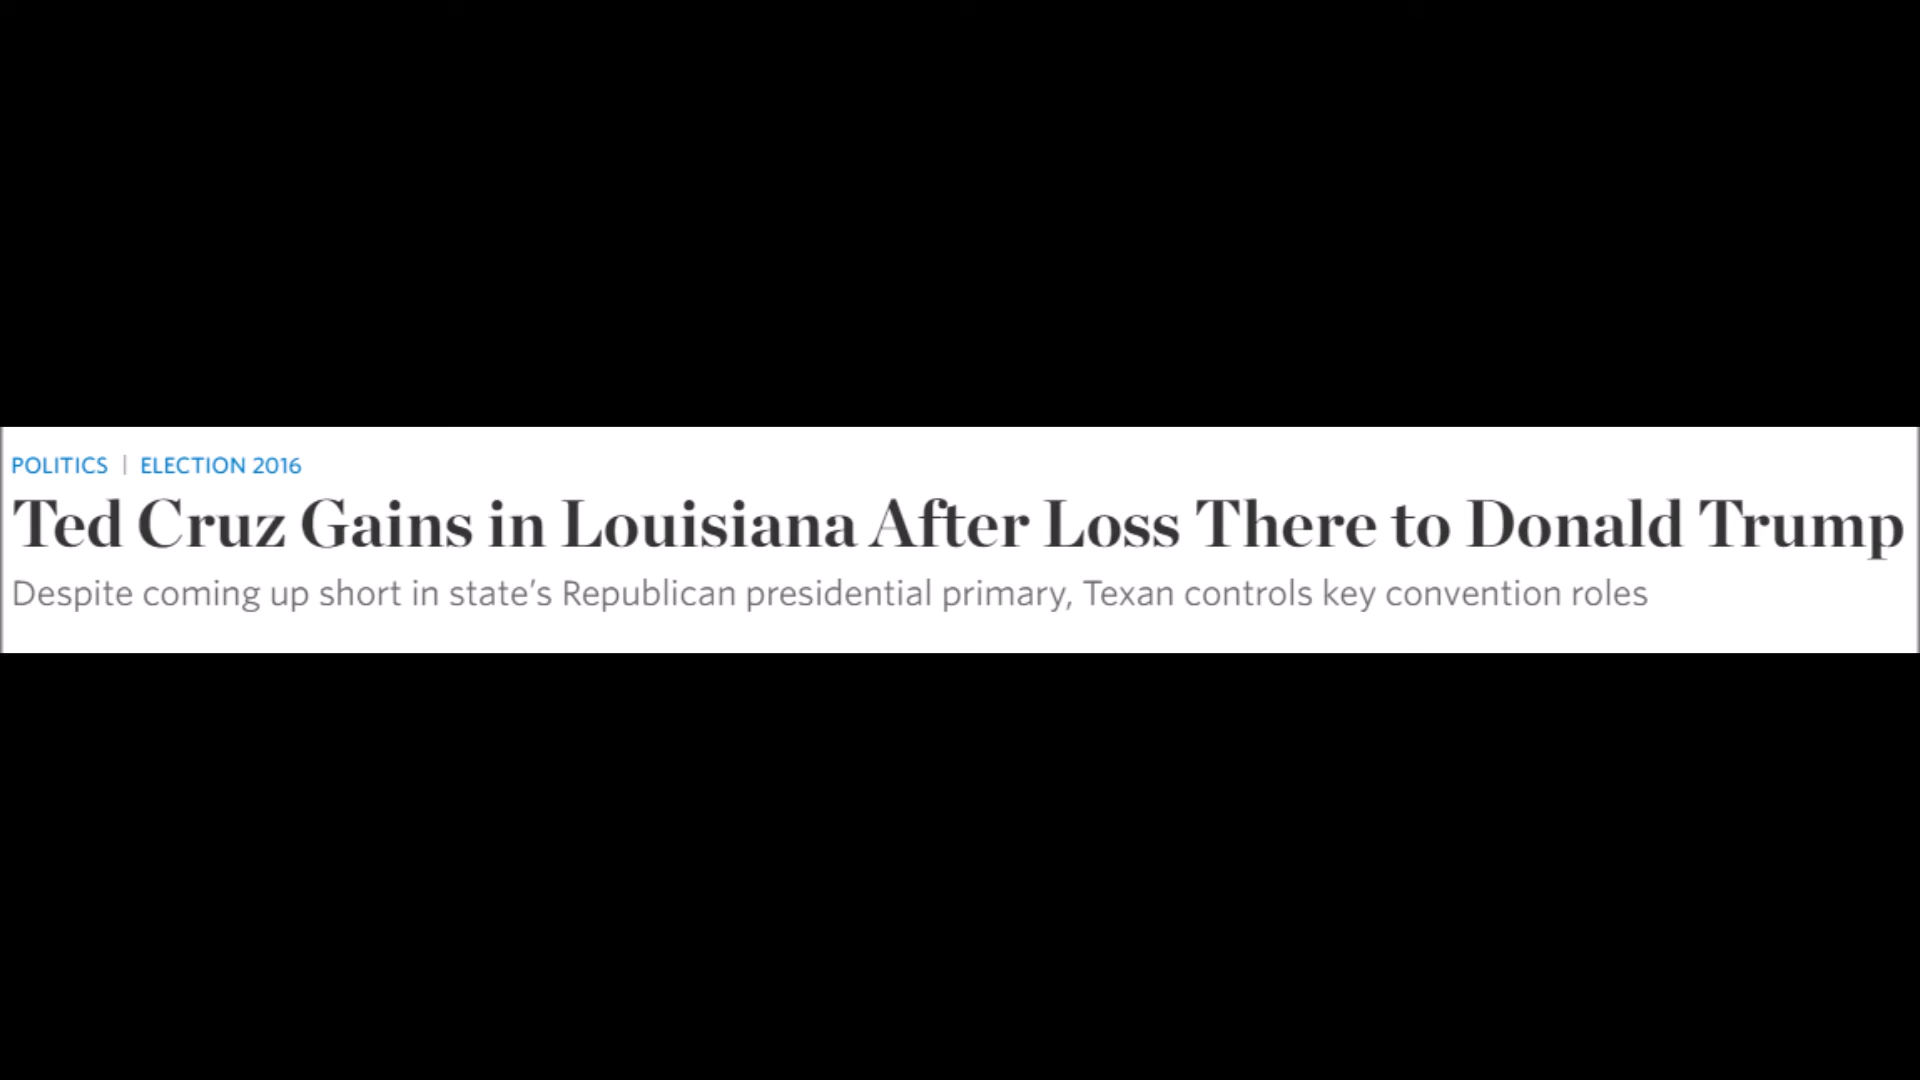 POLITICS | ELECTION 2016
Ted Cruz Gains in Louisiana After Loss There to Donald Trump
Despite coming up short in state’s Republican presidential primary, Texan controls key convention roles